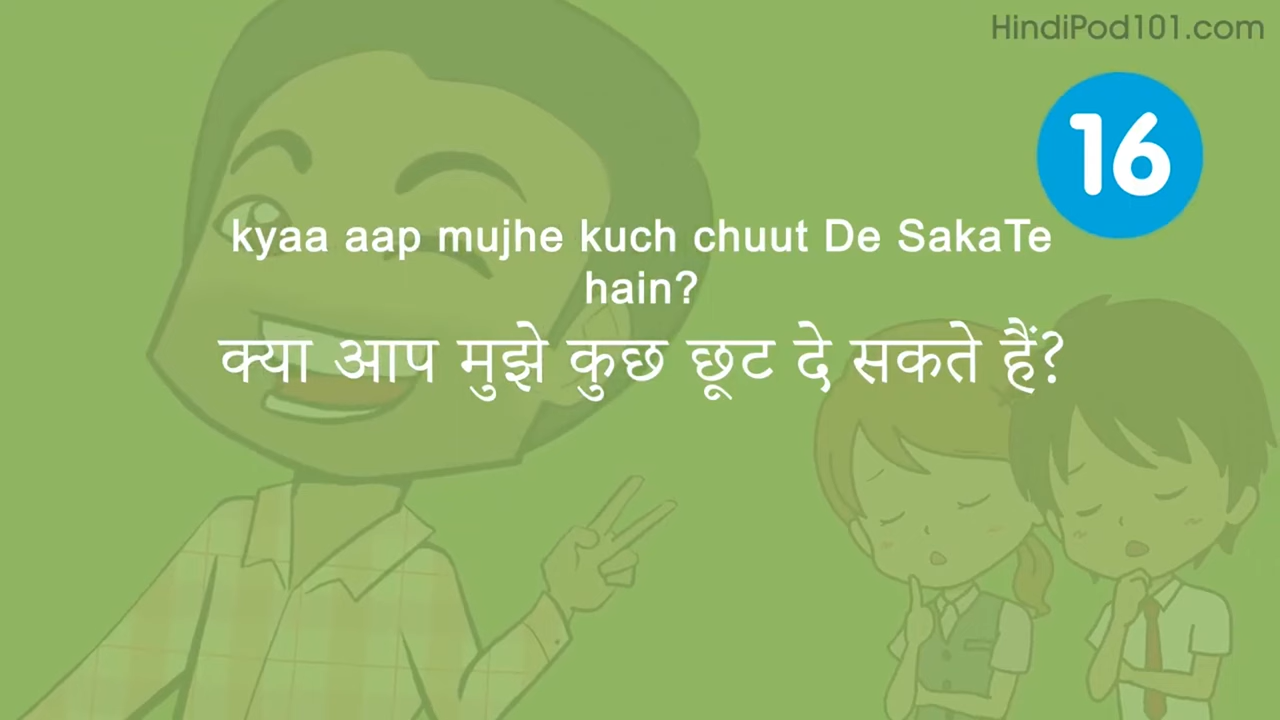 HindiPod101.com
16
kyaa aap mujhe kuch chuut De SakaTe
hain?
क्या आप मुझे कुछ छूट दे सकते हैं?